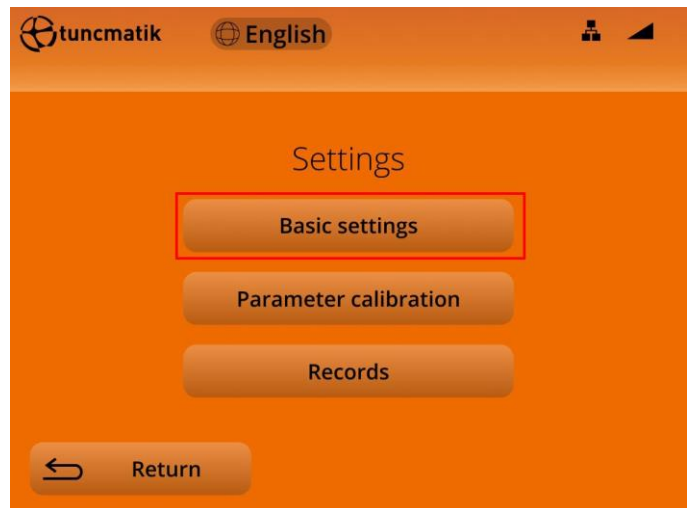 tuncmatik English
Settings
Basic settings
Parameter calibration
Records
Return